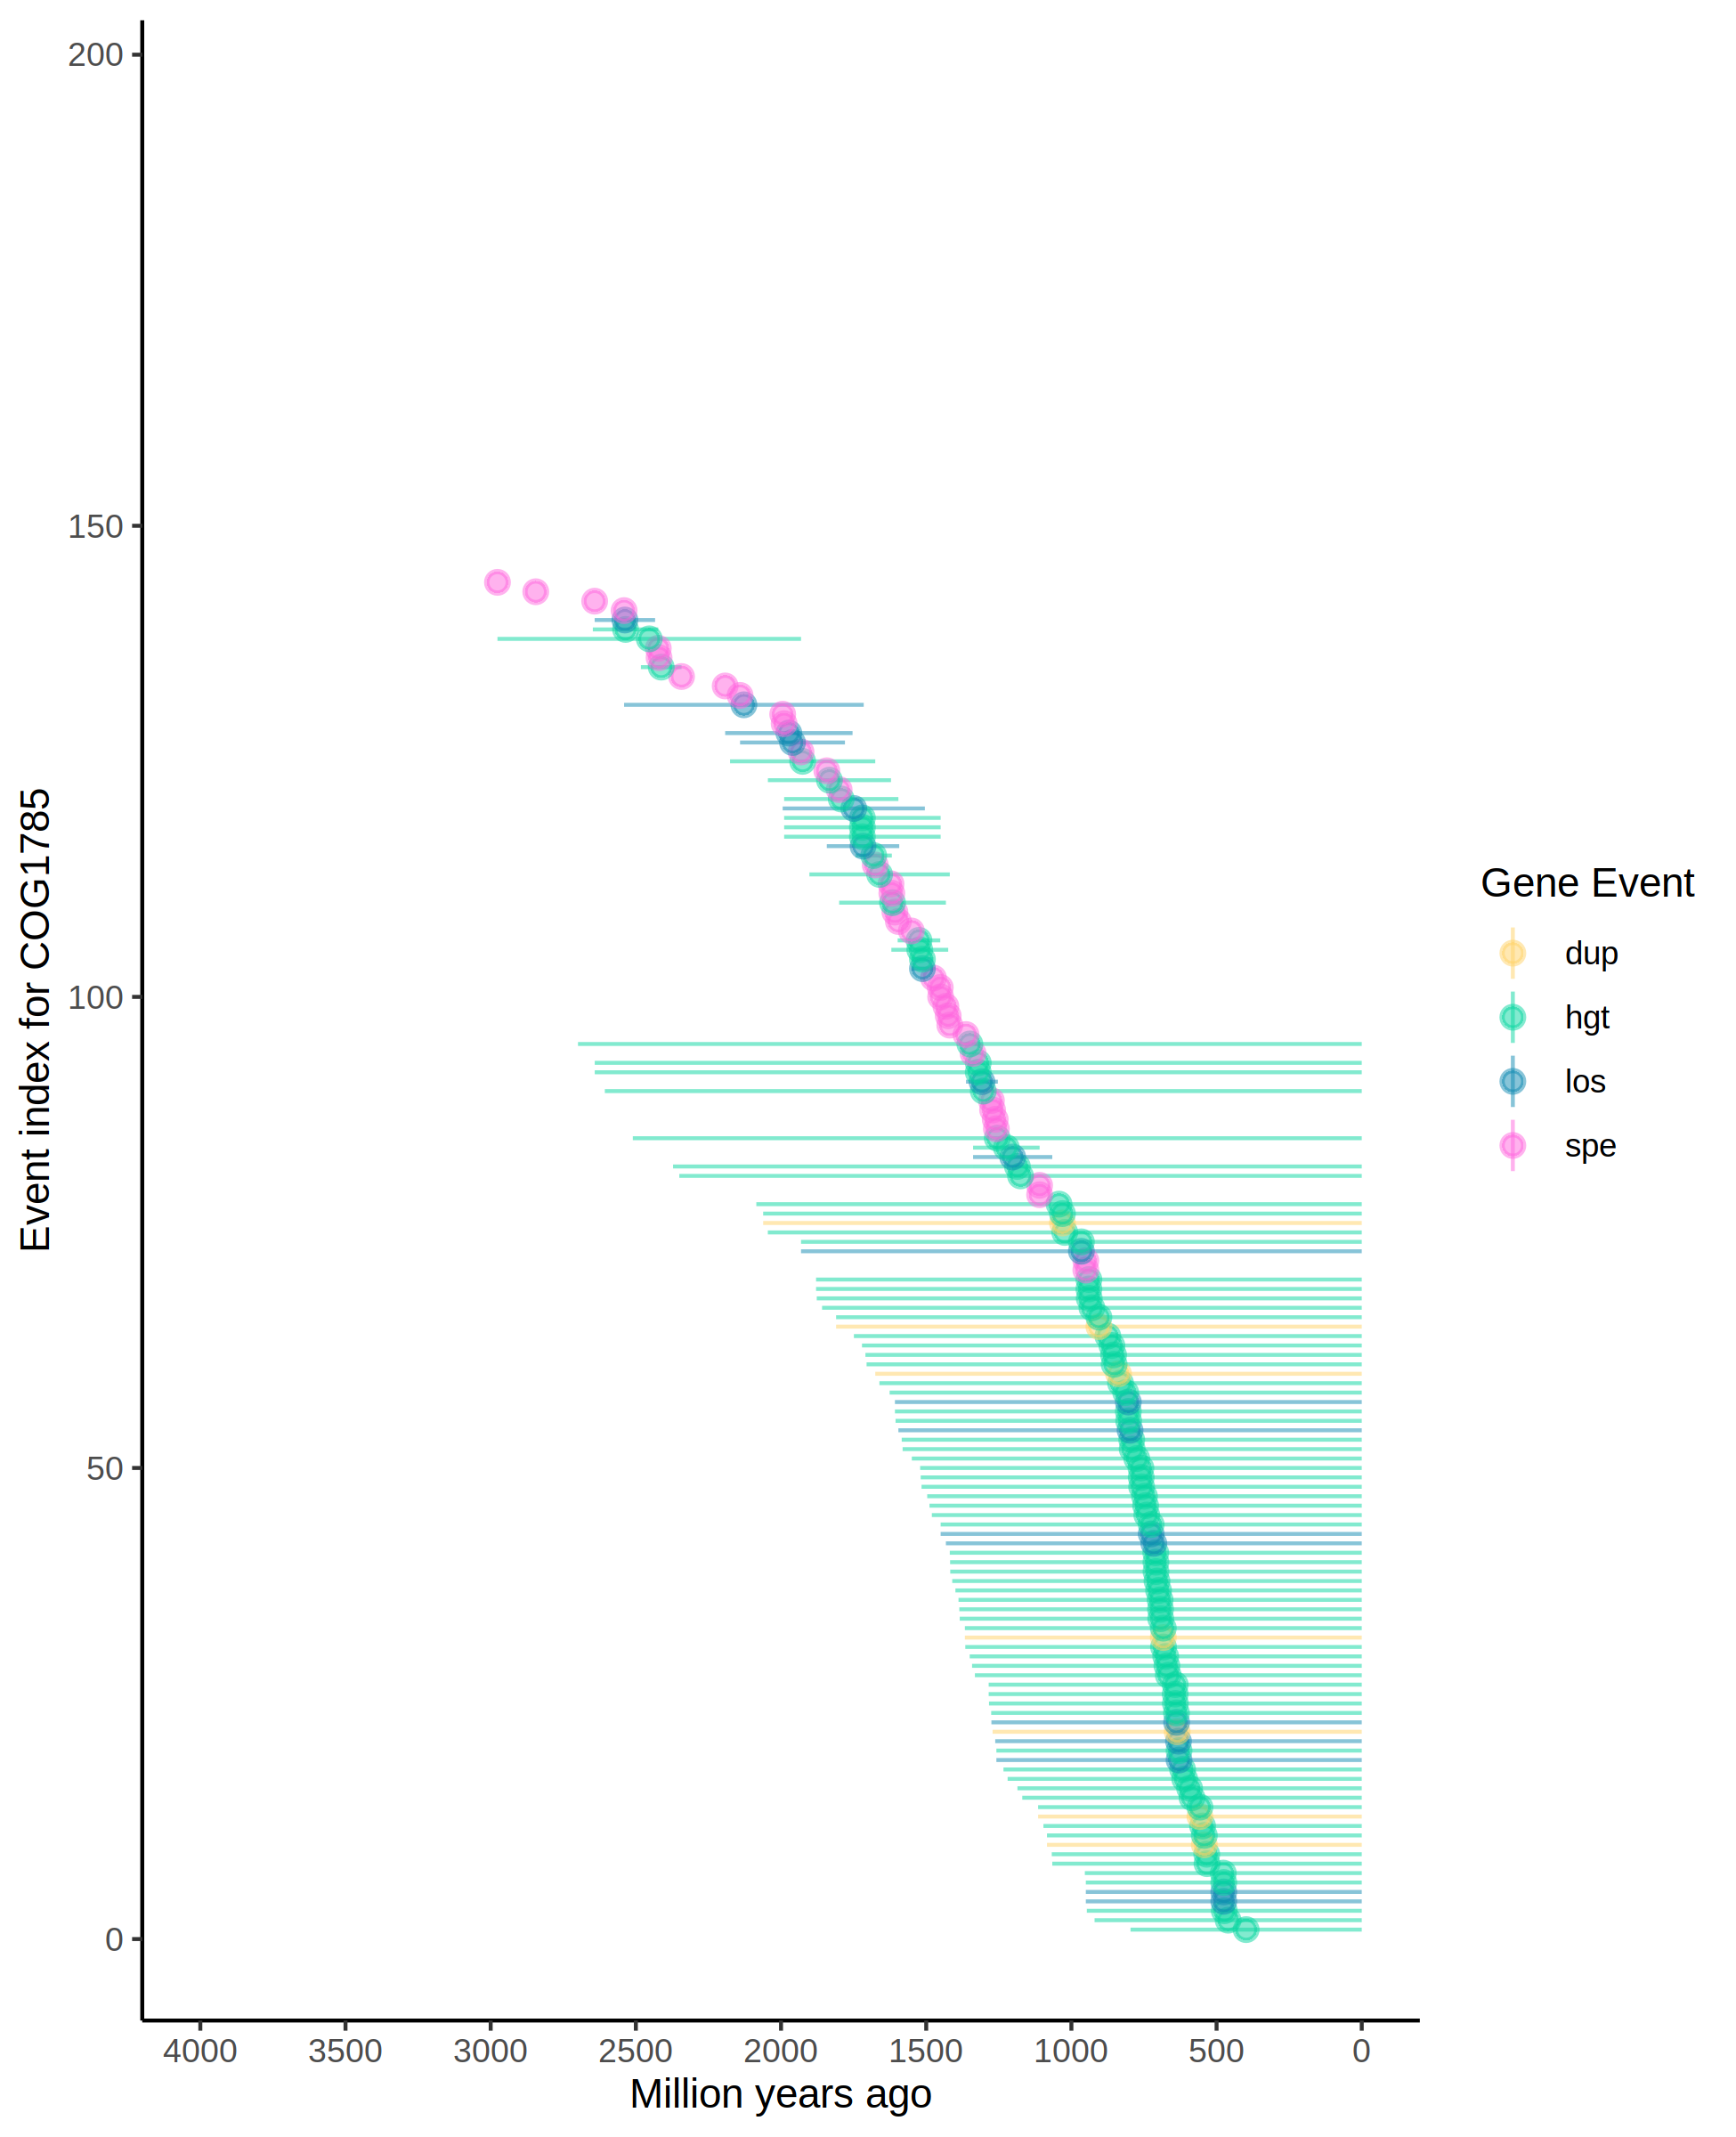 200
150
100
50
0
Event index for COG1785
4000 3500 3000 2500 2000 1500 1000 500 0
Million years ago
Gene Event
dup
hgt
los
spe